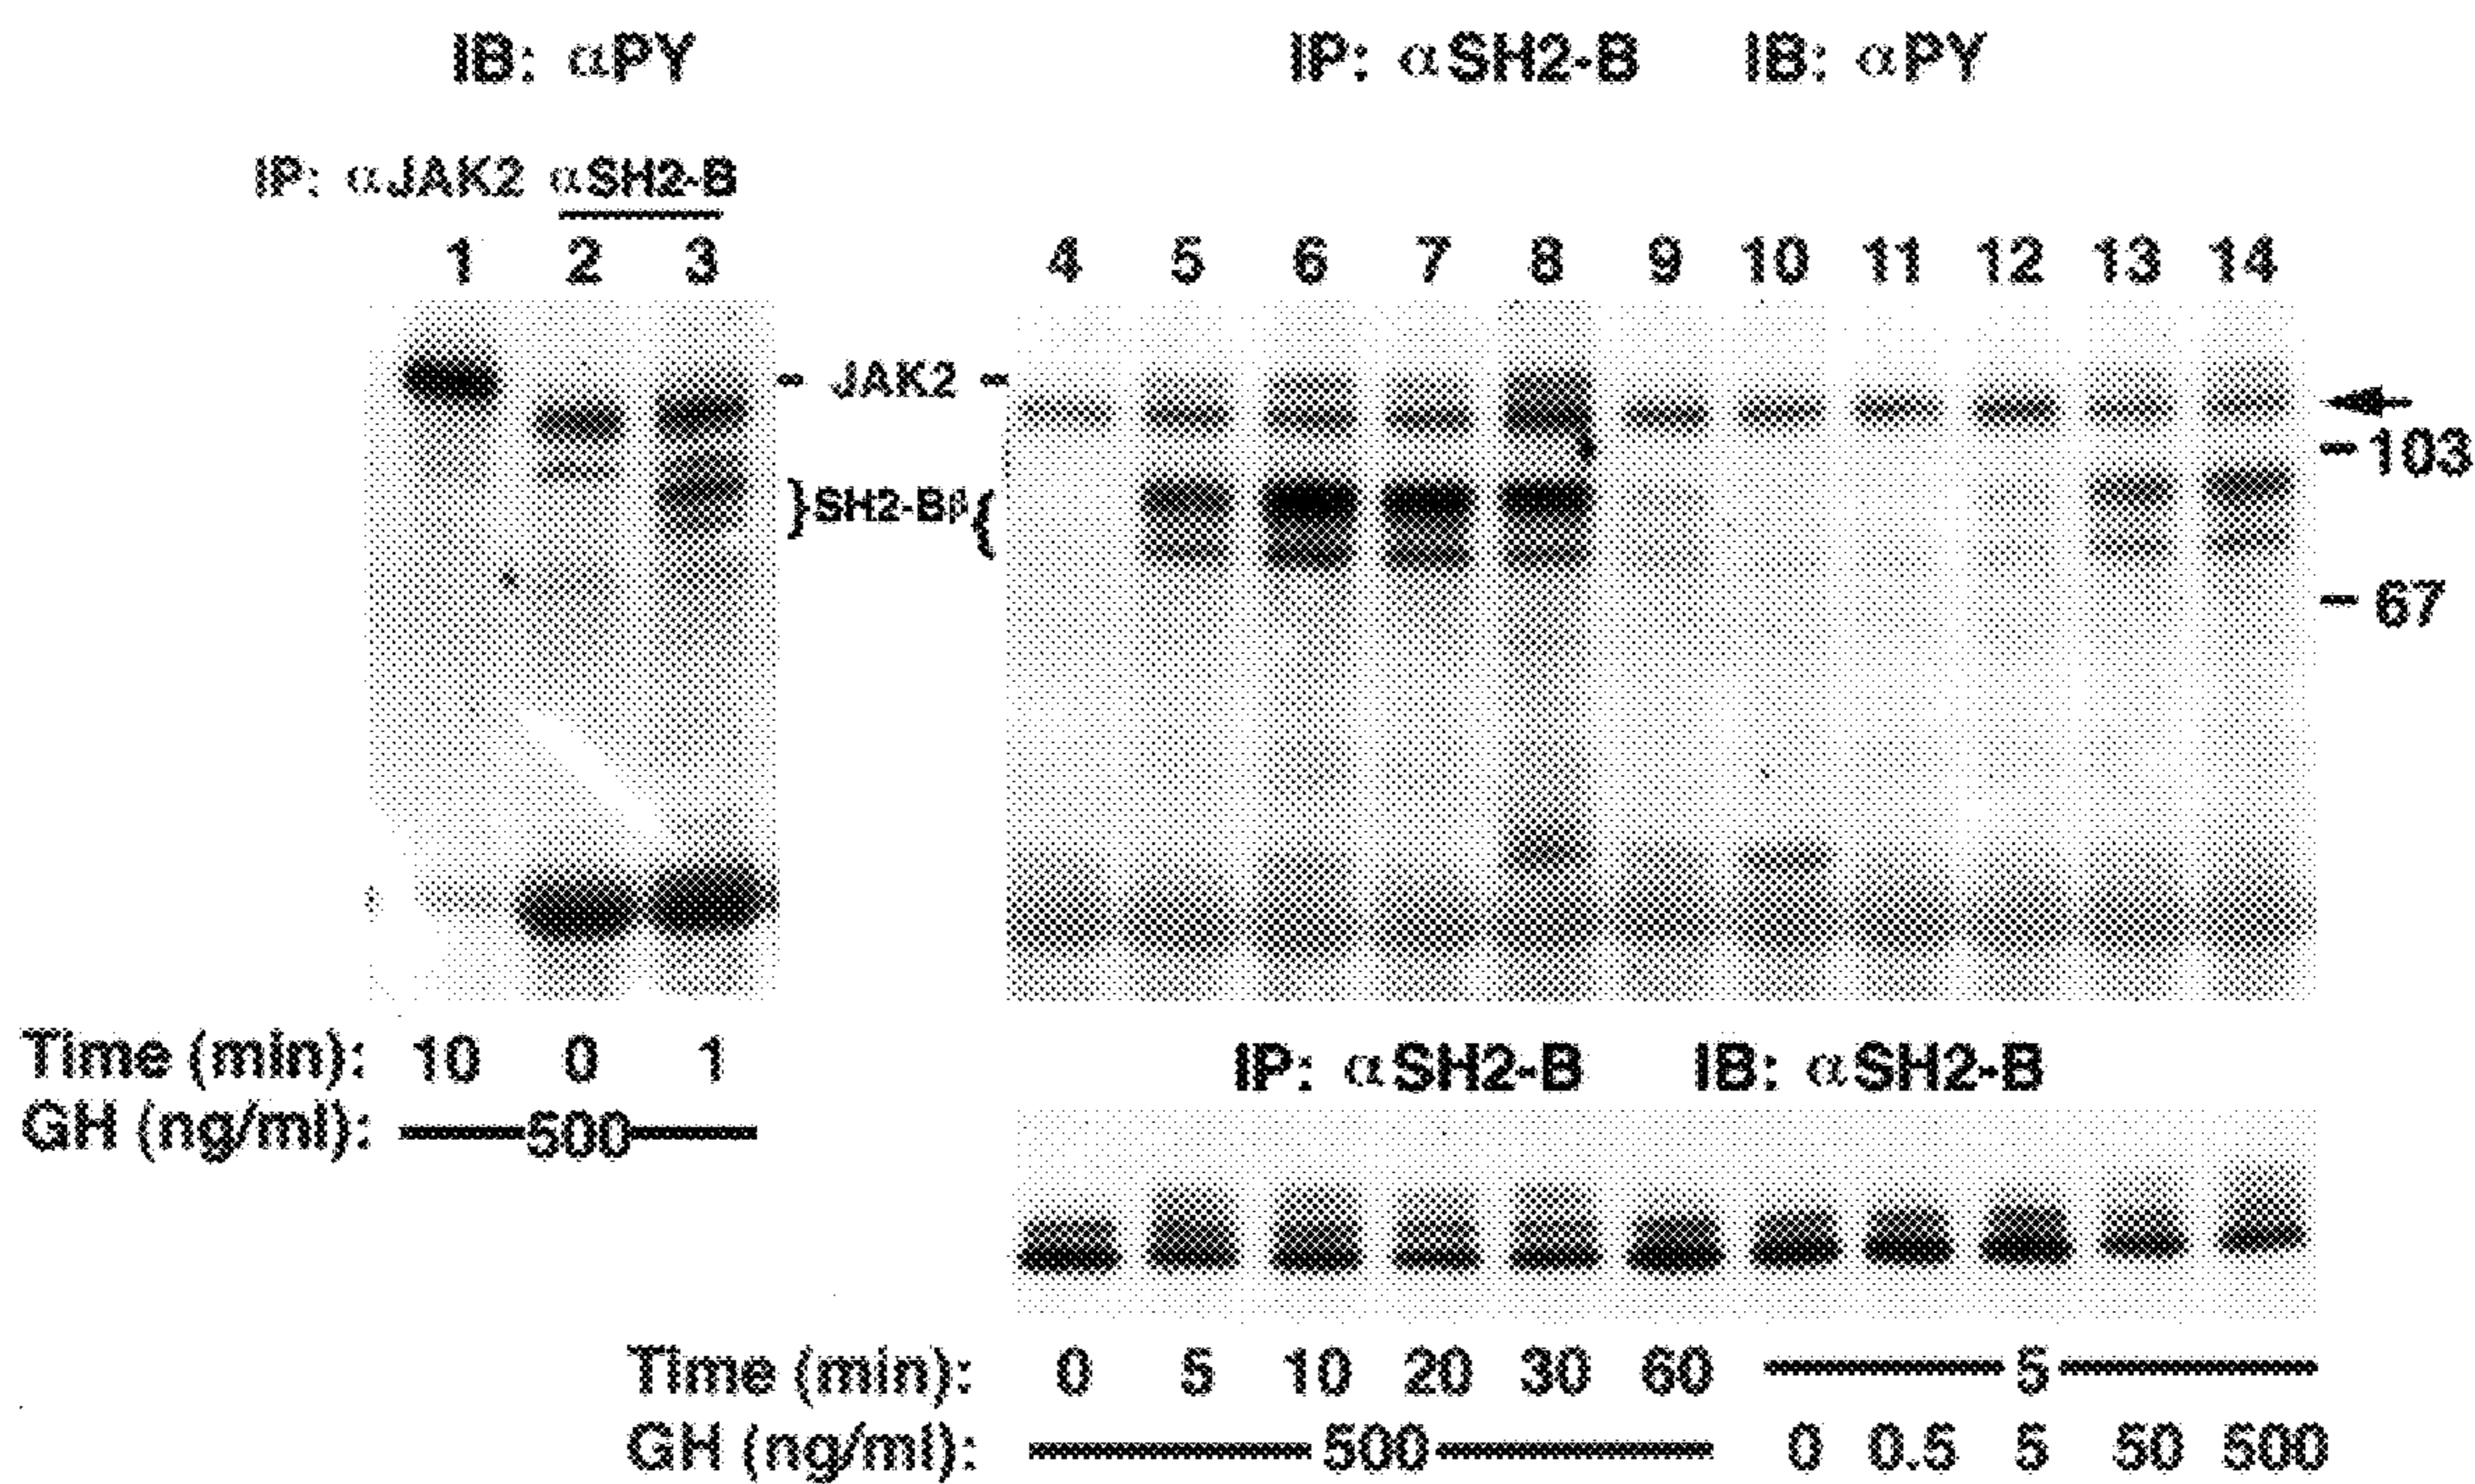 IB: αPY
IP: αSH2-B IB: αPY
IP: αJAK2 αSH2-B
1 2 3
4 5 6 7 8 9 10 11 12 13 14
- JAK2 -
103
}SH2-Bβ{
67
Time (min): 10 0 1
GH (ng/ml): 500
IP: αSH2-B IB: αSH2-B
Time (min): 0 5 10 20 30 60 5
GH (ng/ml): 500 0 0.5 5 50 500